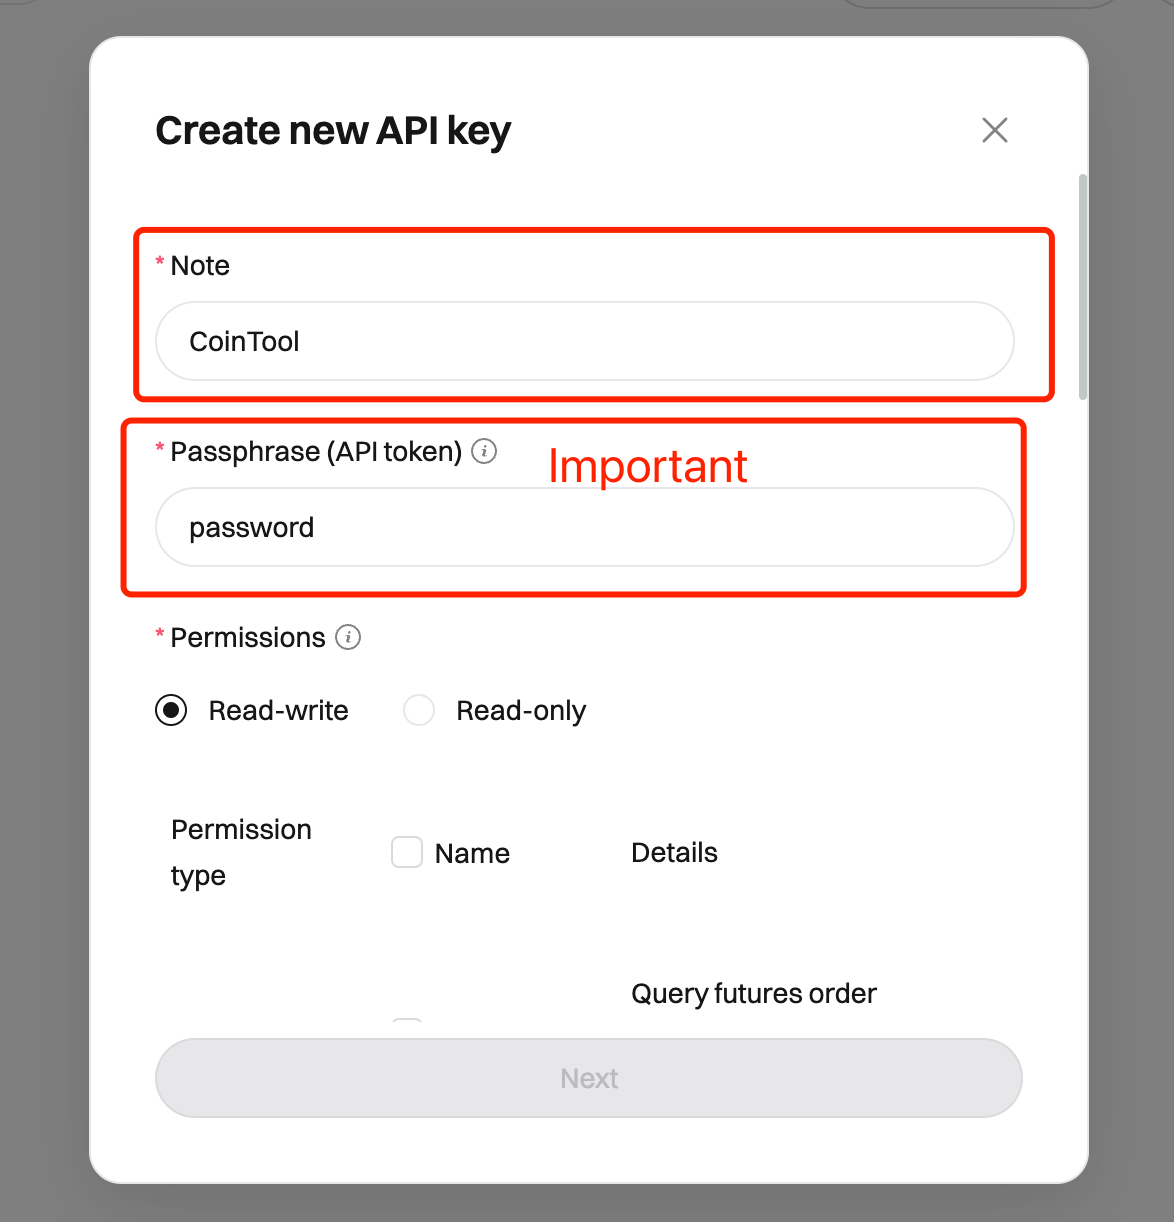 Create new API key
* Note
CoinTool
* Passphrase (API token)
Important
password
* Permissions
Read-write
Read-only
Permission
type
Name
Details
Query futures order
Next